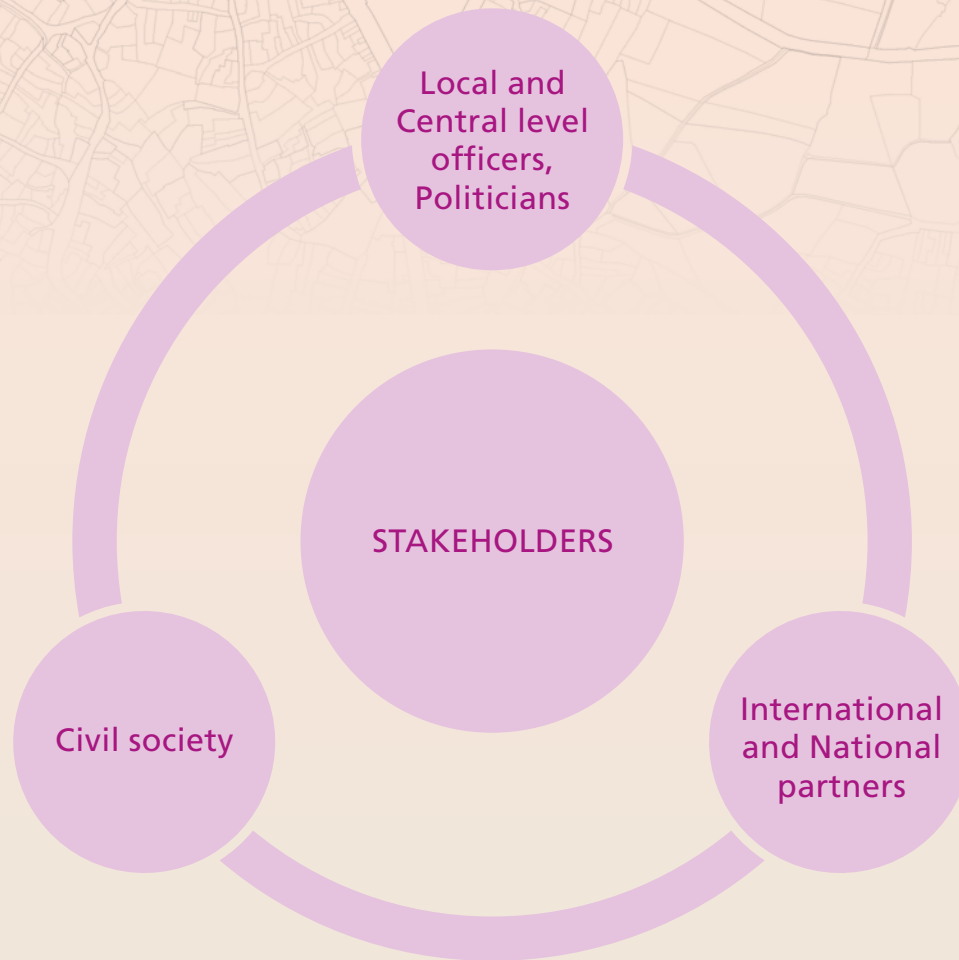 Local and
Central level
officers,
Politicians
STAKEHOLDERS
Civil society
International
and National
partners